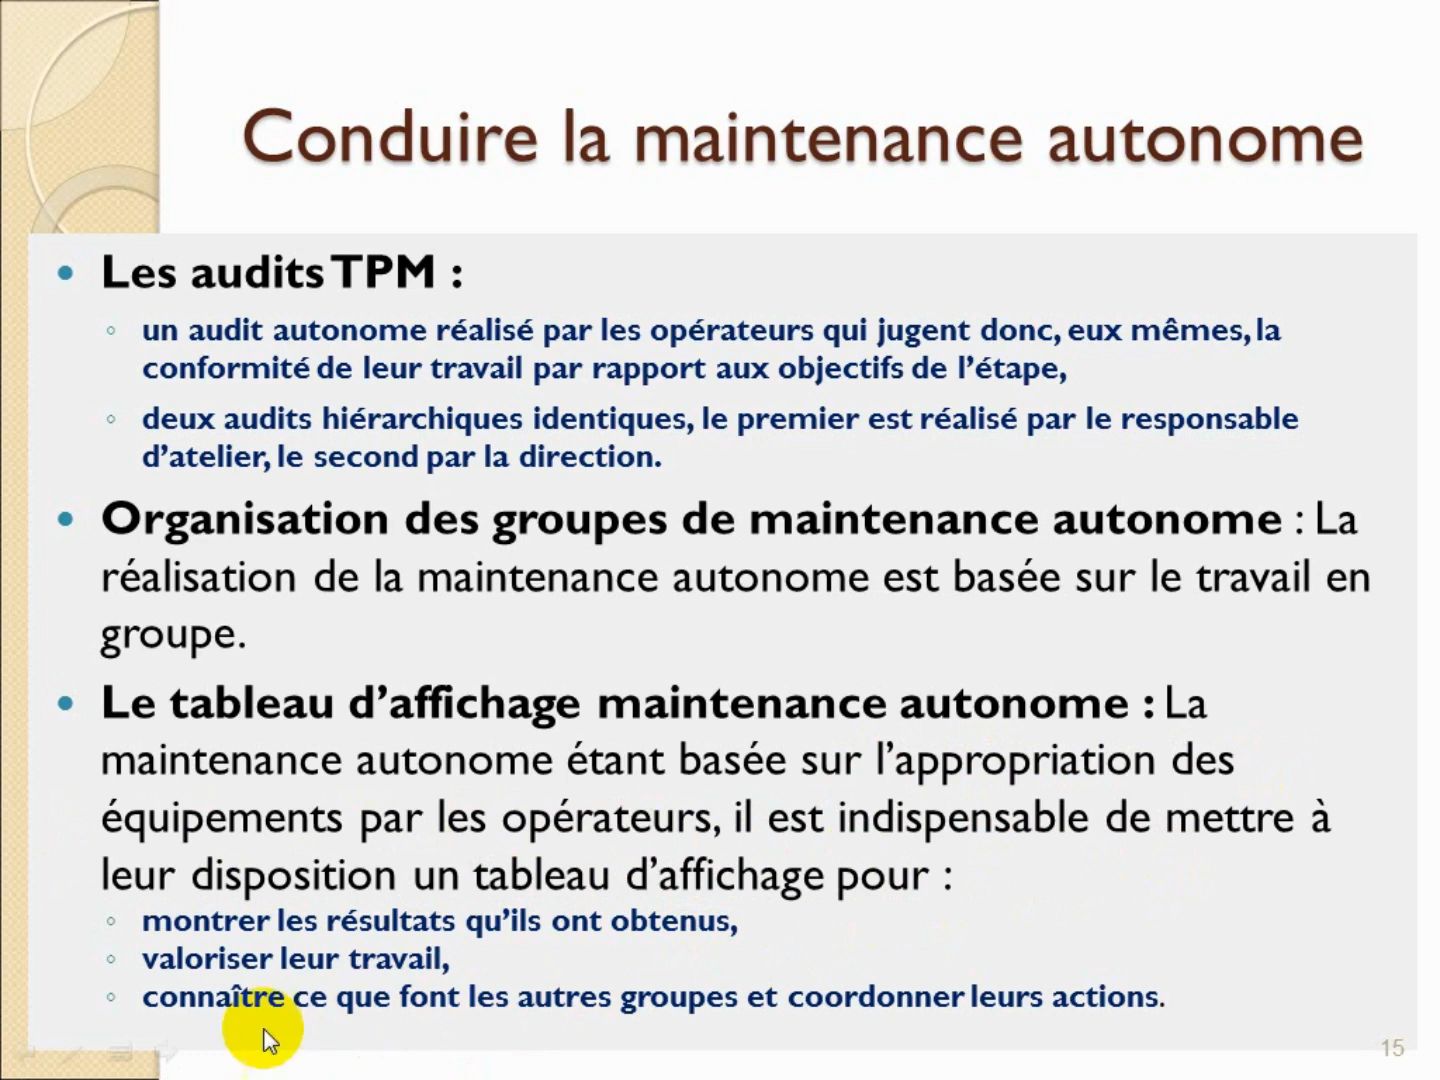 Conduire la maintenance autonome
Les audits TPM :
un audit autonome réalisé par les opérateurs qui jugent donc, eux mêmes, la
conformité de leur travail par rapport aux objectifs de l’étape,
deux audits hiérarchiques identiques, le premier est réalisé par le responsable
d’atelier, le second par la direction.
Organisation des groupes de maintenance autonome : La
réalisation de la maintenance autonome est basée sur le travail en
groupe.
Le tableau d’affichage maintenance autonome : La
maintenance autonome étant basée sur l’appropriation des
équipements par les opérateurs, il est indispensable de mettre à
leur disposition un tableau d’affichage pour :
montrer les résultats qu’ils ont obtenus,
valoriser leur travail,
connaître ce que font les autres groupes et coordonner leurs actions.
15